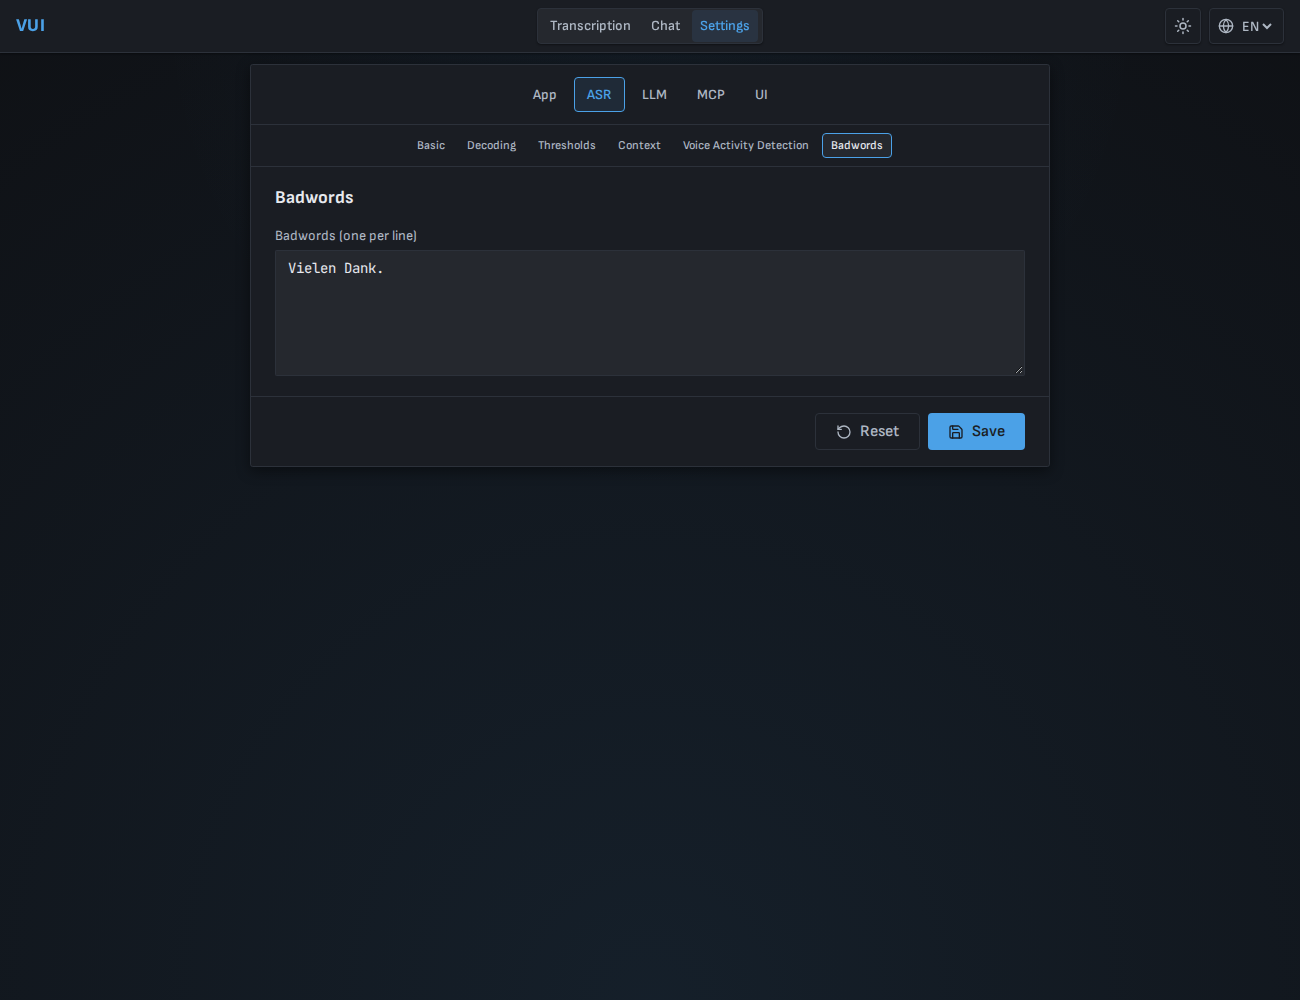 VUI
Transcription Chat Settings
EN
App ASR LLM MCP UI
Basic Decoding Thresholds Context Voice Activity Detection Badwords
Badwords
Badwords (one per line)
Vielen Dank.
Reset Save